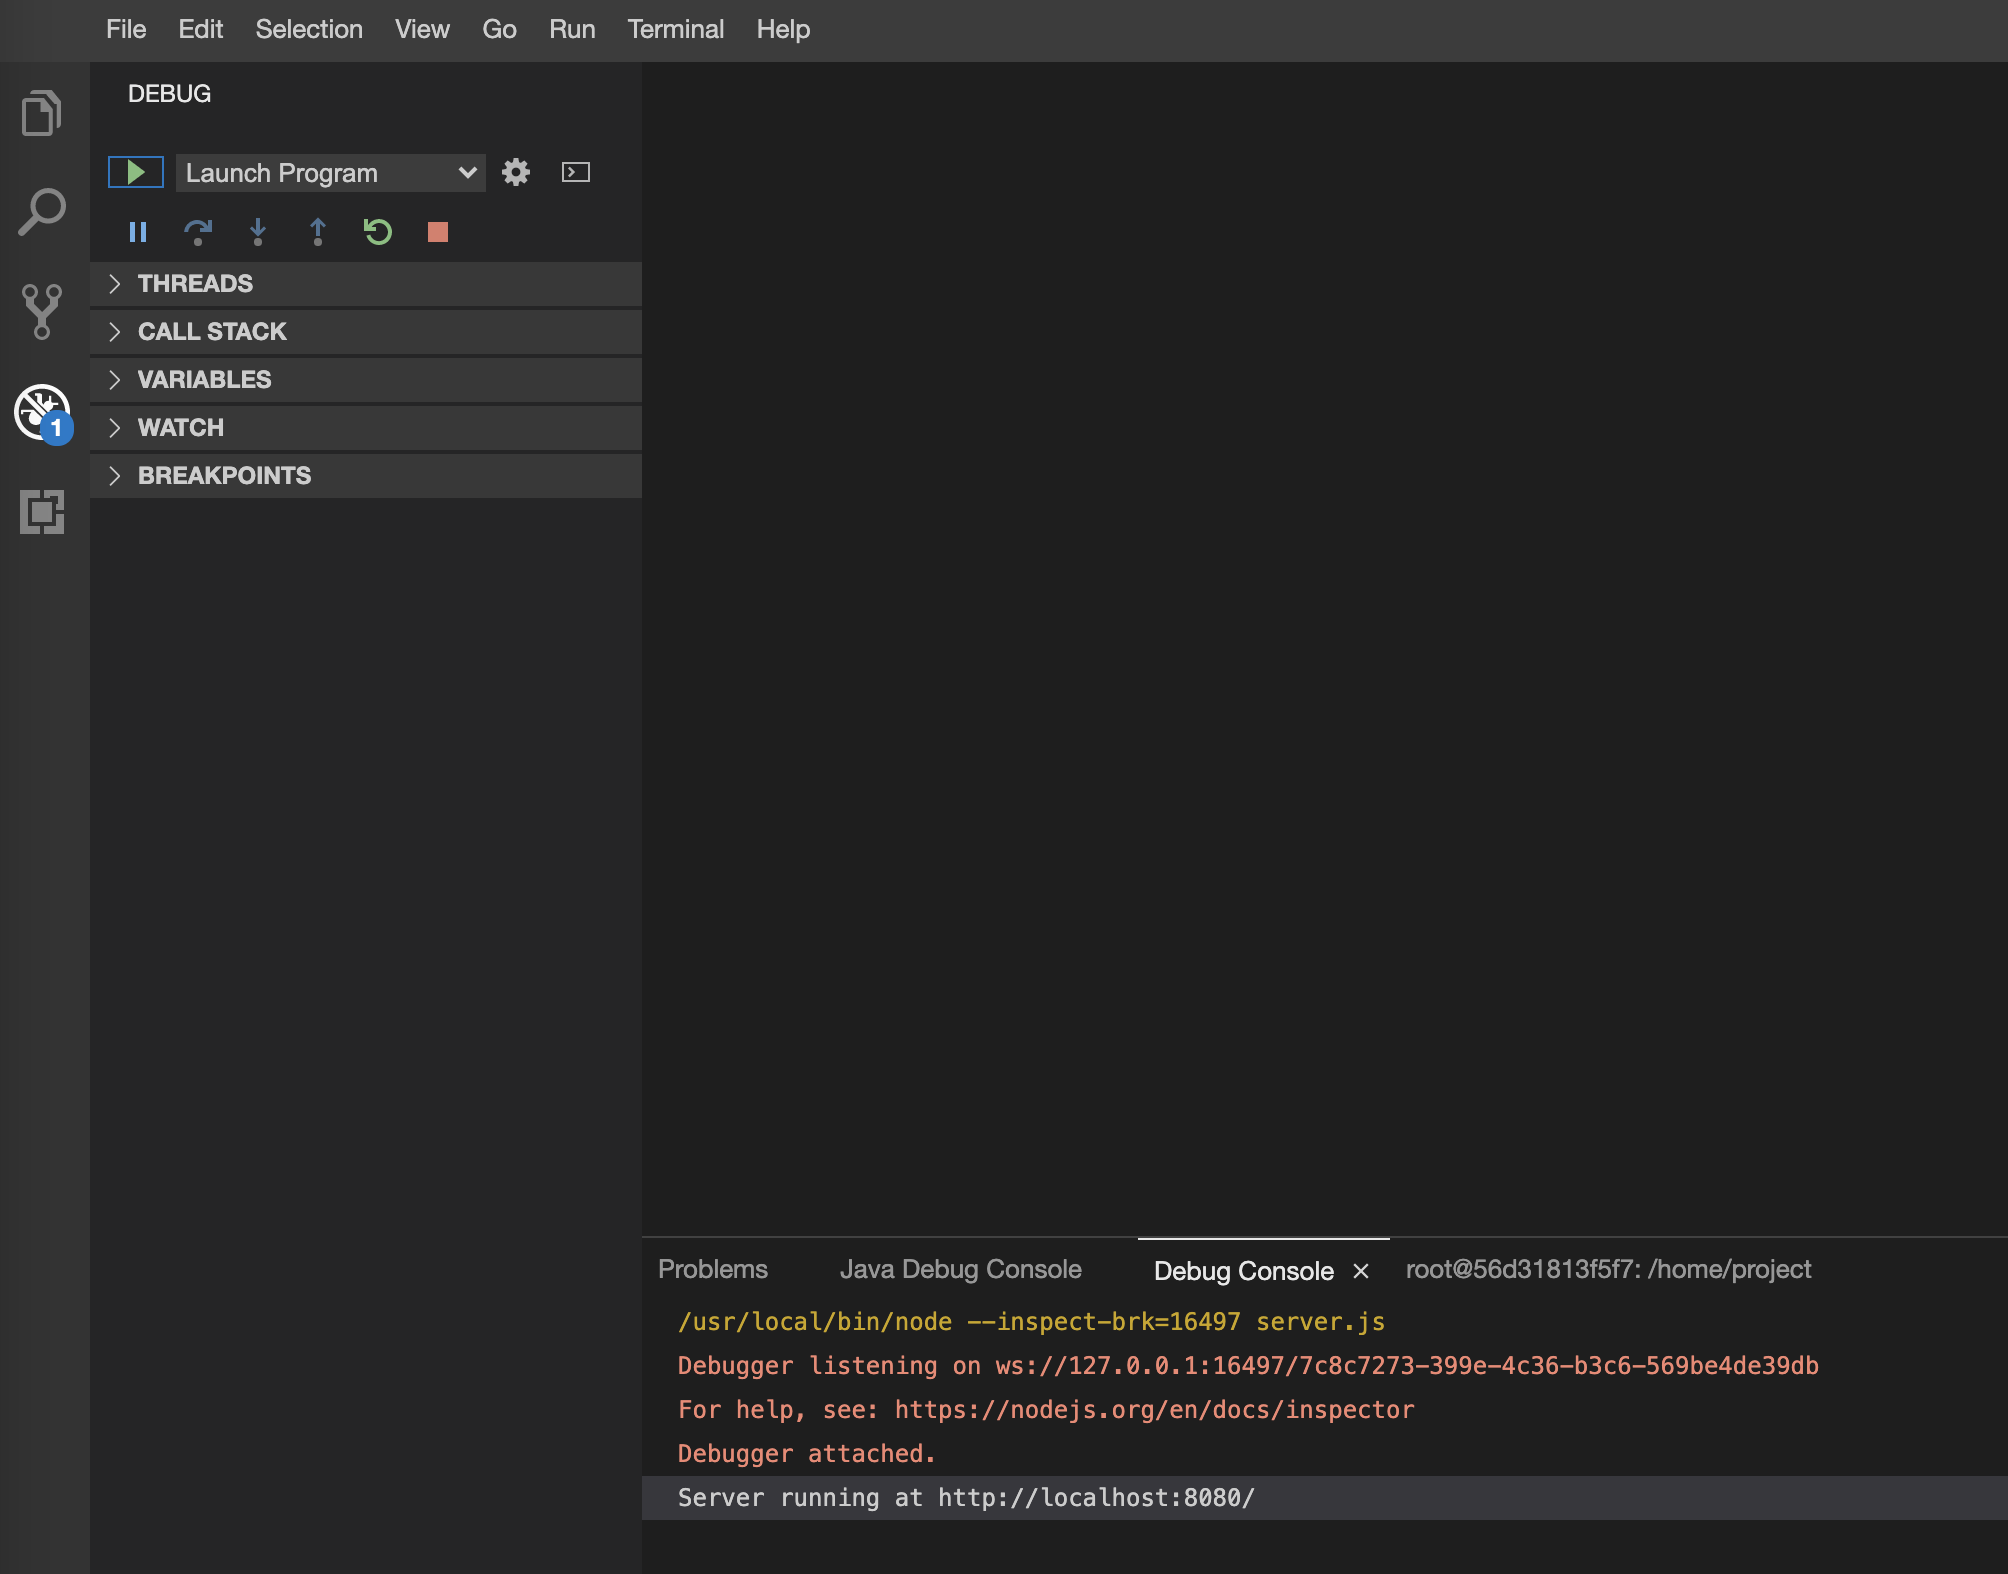 File Edit Selection View Go Run Terminal Help
DEBUG
Launch Program
THREADS
CALL STACK
VARIABLES
WATCH
1
BREAKPOINTS
Problems Java Debug Console Debug Console root@56d31813f5f7: /home/project
/usr/local/bin/node --inspect-brk=16497 server.js
Debugger listening on ws://127.0.0.1:16497/7c8c7273-399e-4c36-b3c6-569be4de39db
For help, see: https://nodejs.org/en/docs/inspector
Debugger attached.
Server running at http://localhost:8080/